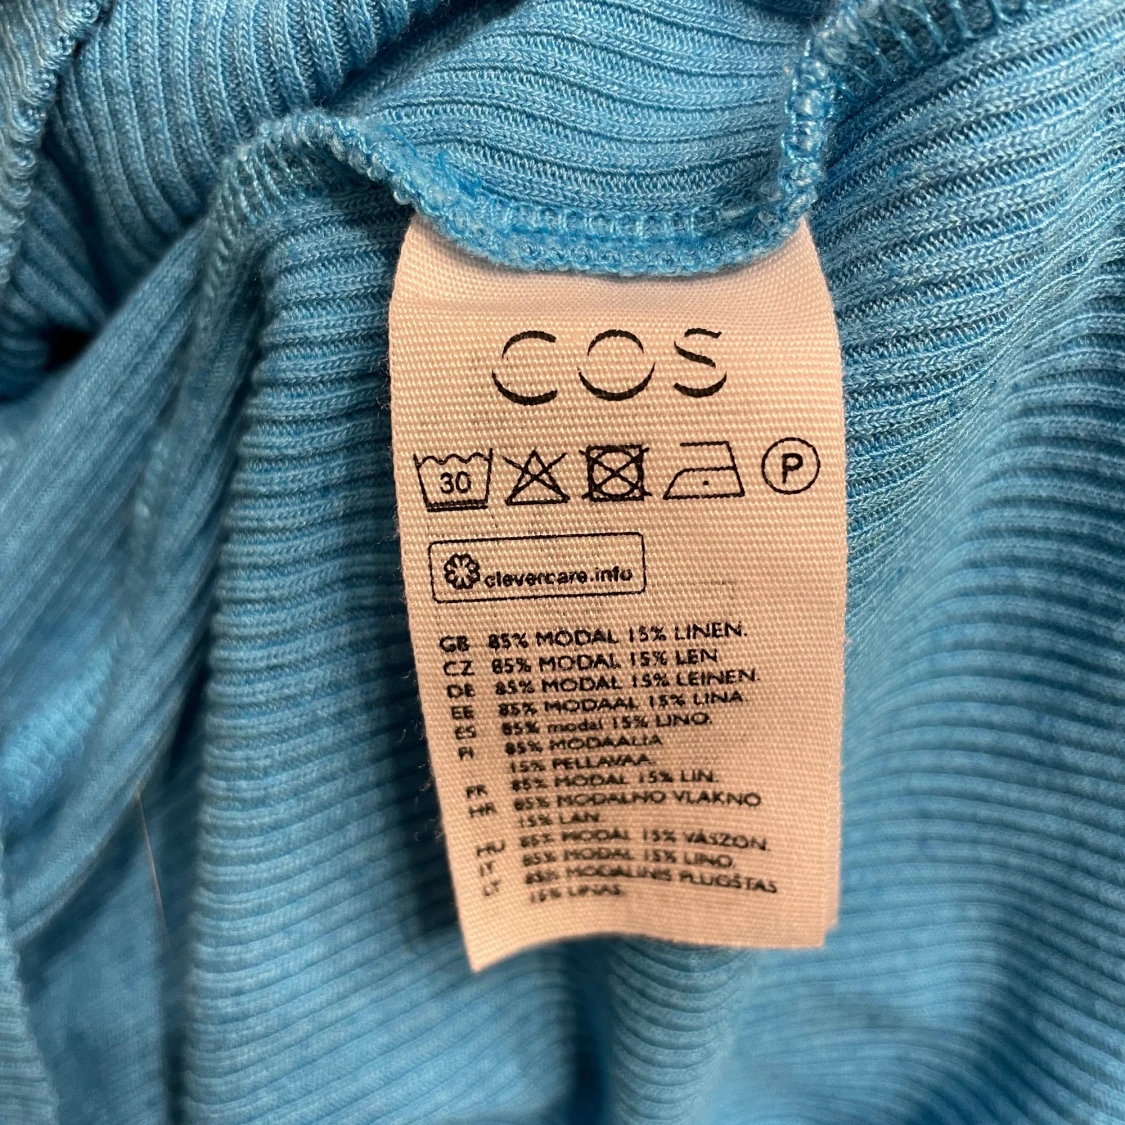 COS
30
P
clevercare.info
GB 85% MODAL 15% LINEN.
CZ 85% MODAL 15% LEN
DE 85% MODAL 15% LEINEN.
EE 85% MODAAL 15% LINA.
ES 85% modal 15% LINO.
FI 85% MODAALIA
15% PELLAVAA.
FR 85% MODAL 15% LIN.
HR 85% MODALNO VLAKNO
15% LAN.
HU 85% MODÁL 15% VÁSZON.
IT 85% MODAL 15% LINO.
LT 85% MODALINIS PLUOŠTAS
15% LINAS.